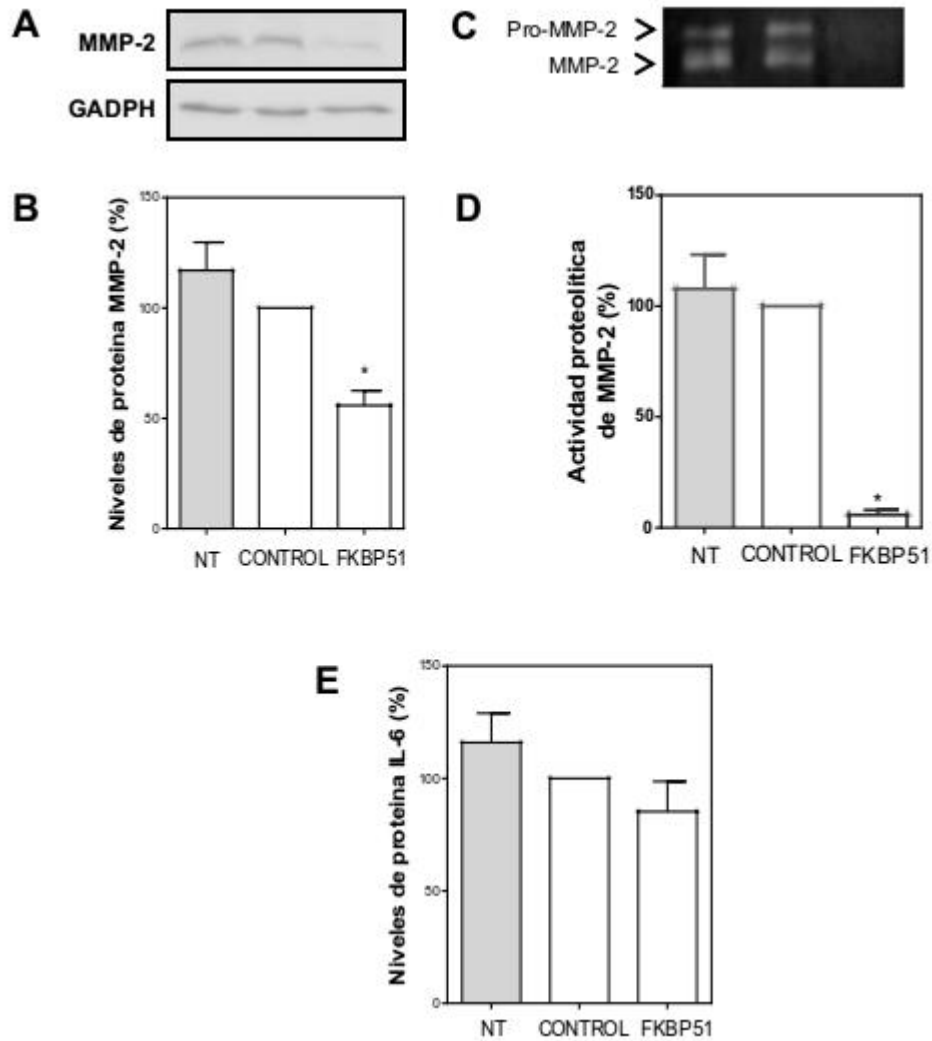 A
MMP-2
GADPH
C
Pro-MMP-2 >
MMP-2 >
B
Niveles de proteina MMP-2 (%)
150
100
50
0
*
NT CONTROL FKBP51
D
Actividad proteolítica
de MMP-2 (%)
150
100
50
0
*
NT CONTROL FKBP51
E
Niveles de proteina IL-6 (%)
150
100
50
0
NT CONTROL FKBP51